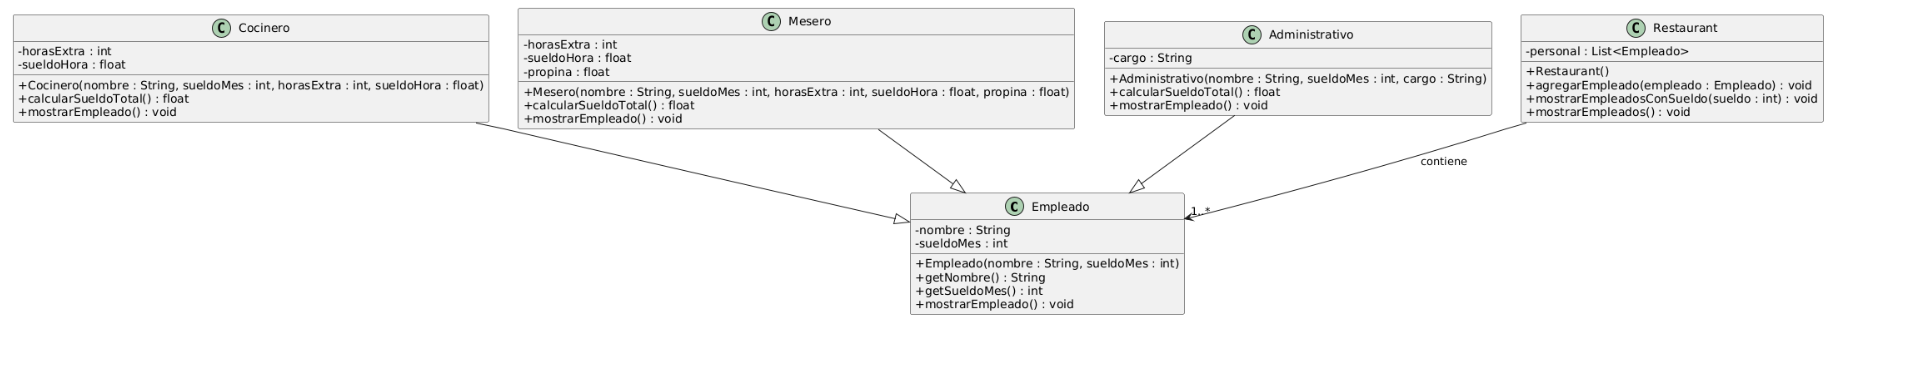 C Cocinero
-horasExtra : int
-sueldoHora : float
+Cocinero(nombre : String, sueldoMes : int, horasExtra : int, sueldoHora : float)
+calcularSueldoTotal() : float
+mostrarEmpleado() : void
C Mesero
-horasExtra : int
-sueldoHora : float
-propina : float
+Mesero(nombre : String, sueldoMes : int, horasExtra : int, sueldoHora : float, propina : float)
+calcularSueldoTotal() : float
+mostrarEmpleado() : void
C Administrativo
-cargo : String
+Administrativo(nombre : String, sueldoMes : int, cargo : String)
+calcularSueldoTotal() : float
+mostrarEmpleado() : void
C Restaurant
-personal : List<Empleado>
+Restaurant()
+agregarEmpleado(empleado : Empleado) : void
+mostrarEmpleadosConSueldo(sueldo : int) : void
+mostrarEmpleados() : void
contiene
1..*
C Empleado
-nombre : String
-sueldoMes : int
+Empleado(nombre : String, sueldoMes : int)
+getNombre() : String
+getSueldoMes() : int
+mostrarEmpleado() : void